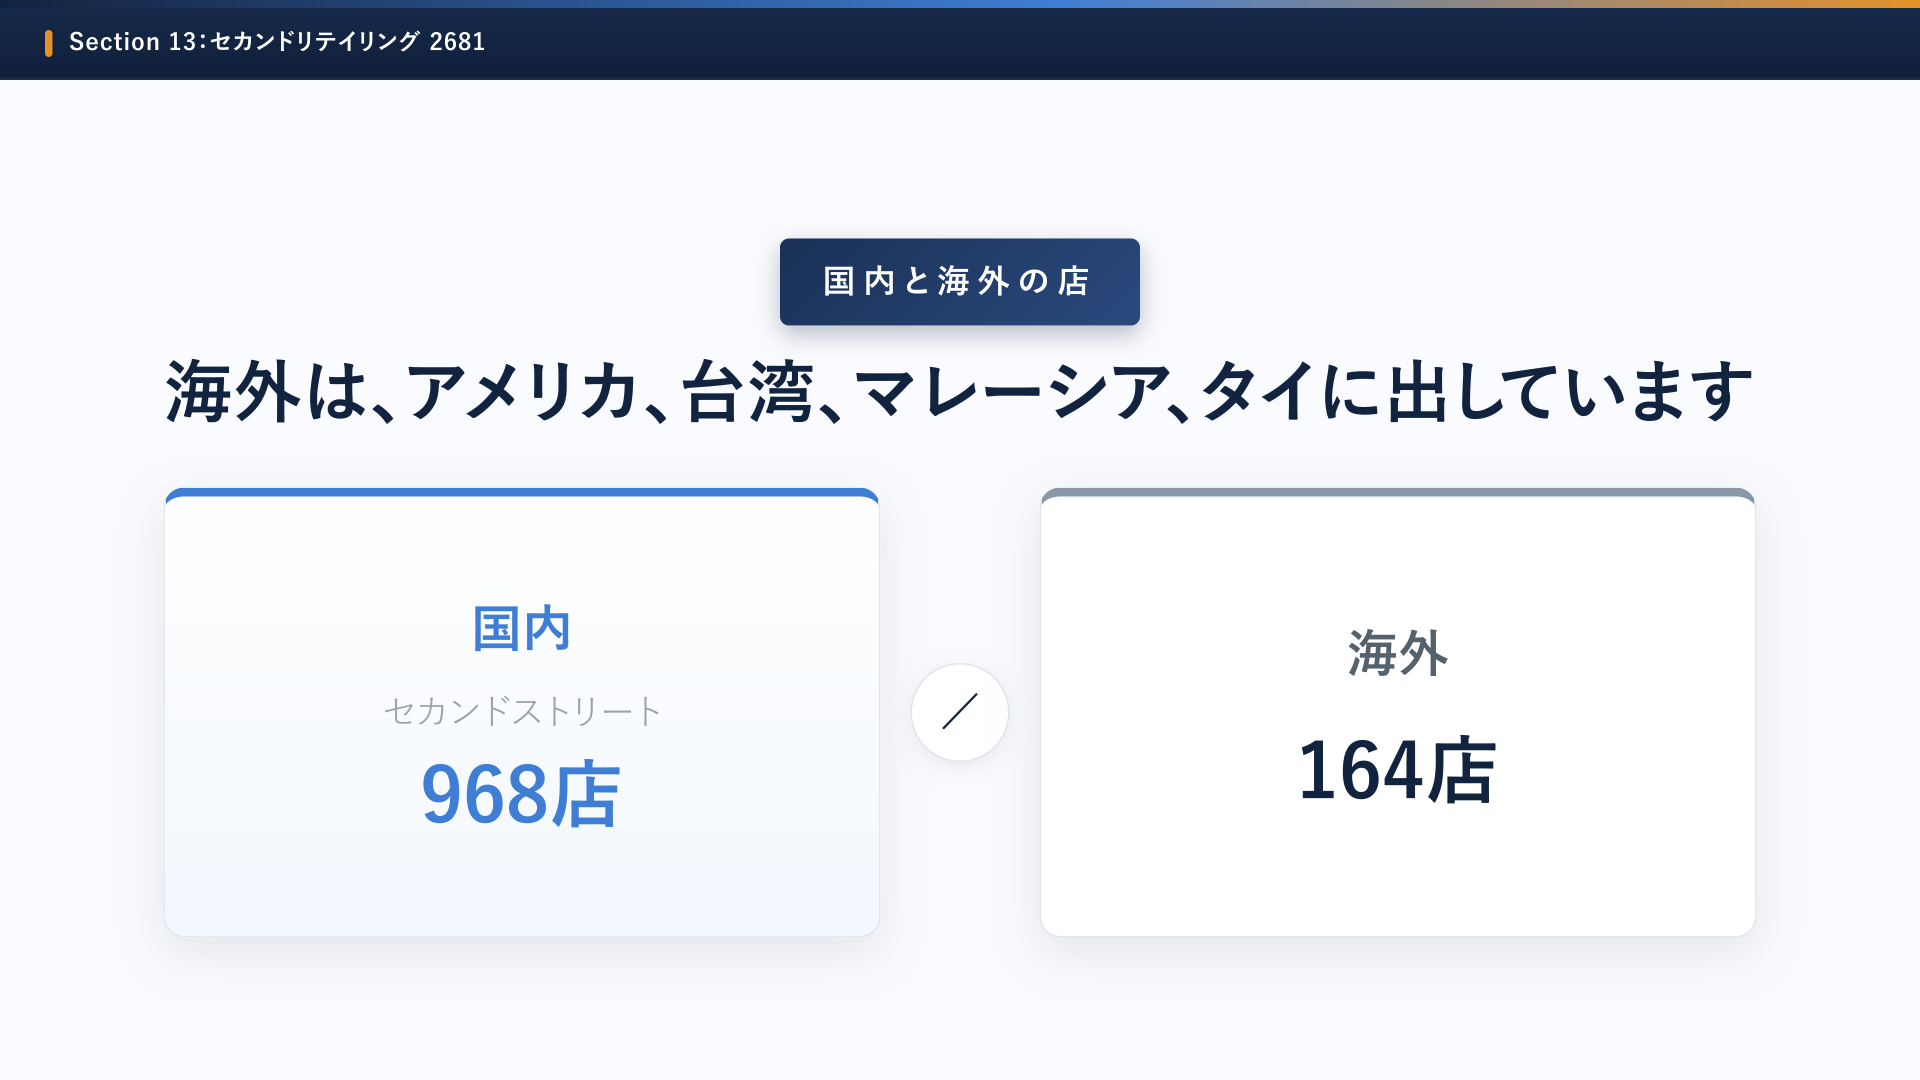 Section 13：セカンドリテイリング 2681
国内と海外の店
海外は、アメリカ、台湾、マレーシア、タイに出しています
国内
セカンドストリート
968店
／
海外
164店